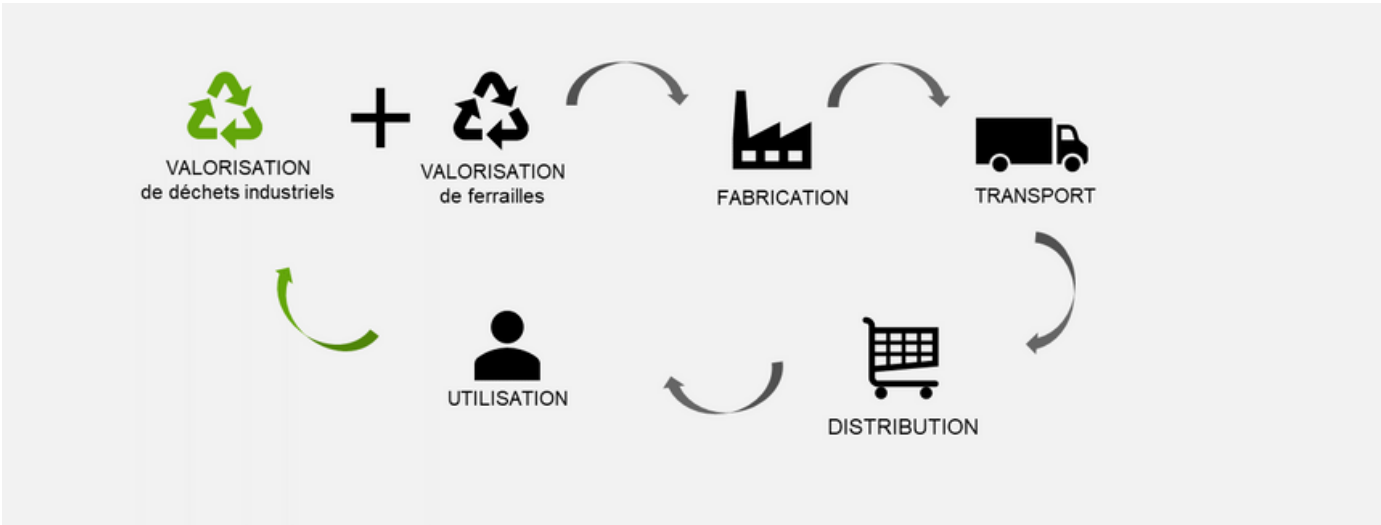 VALORISATION
de déchets industriels
VALORISATION
de ferrailles
FABRICATION
TRANSPORT
UTILISATION
DISTRIBUTION